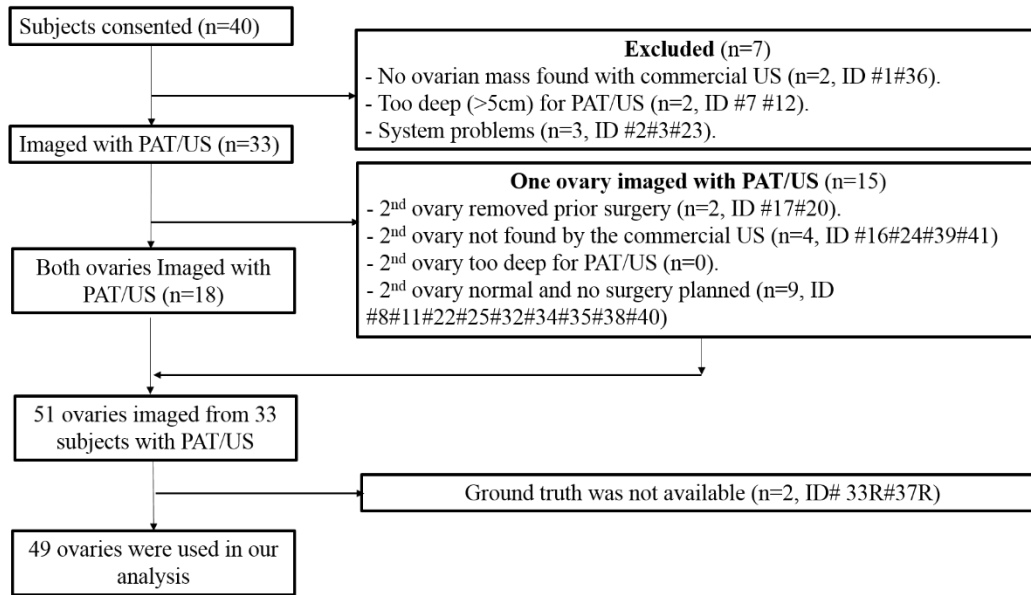 Subjects consented (n=40)
Excluded (n=7)
- No ovarian mass found with commercial US (n=2, ID #1#36).
- Too deep (>5cm) for PAT/US (n=2, ID #7 #12).
- System problems (n=3, ID #2#3#23).
Imaged with PAT/US (n=33)
One ovary imaged with PAT/US (n=15)
- 2nd ovary removed prior surgery (n=2, ID #17#20).
- 2nd ovary not found by the commercial US (n=4, ID #16#24#39#41)
- 2nd ovary too deep for PAT/US (n=0).
- 2nd ovary normal and no surgery planned (n=9, ID
#8#11#22#25#32#34#35#38#40)
Both ovaries Imaged with
PAT/US (n=18)
51 ovaries imaged from 33
subjects with PAT/US
Ground truth was not available (n=2, ID# 33R#37R)
49 ovaries were used in our
analysis